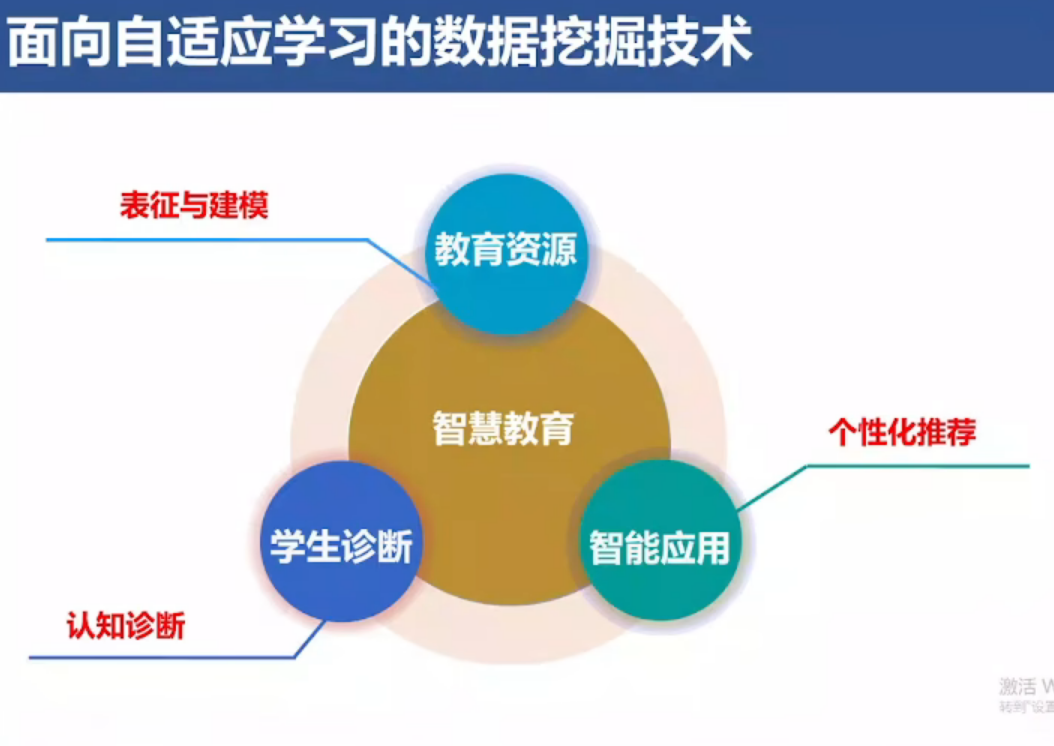 面向自适应学习的数据挖掘技术
表征与建模
教育资源
智慧教育
个性化推荐
学生诊断
智能应用
认知诊断
激活 W
转到"设置